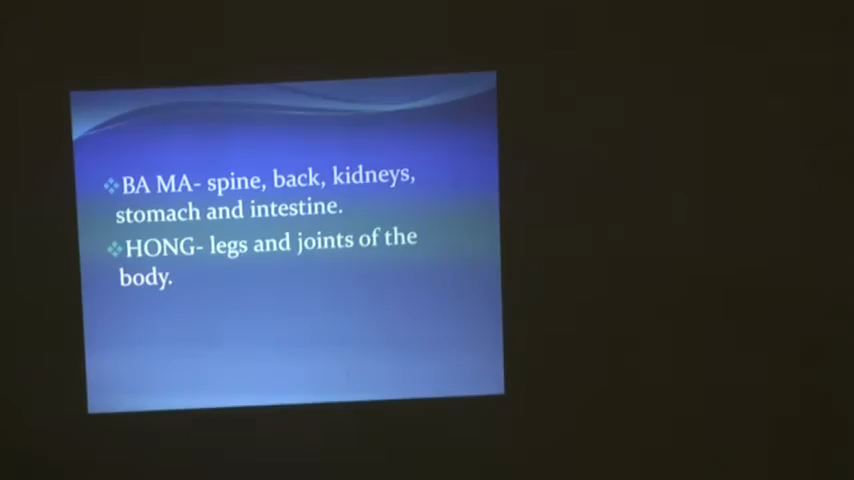 ❖BA MA- spine, back, kidneys,
stomach and intestine.
❖HONG- legs and joints of the
body.